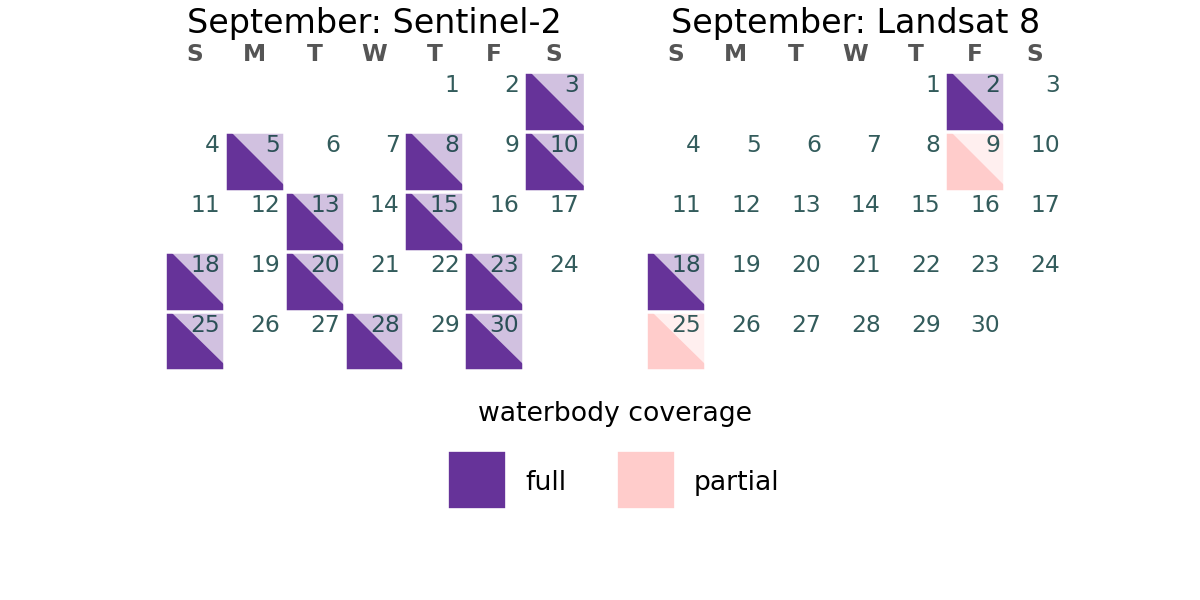 September: Sentinel-2
S M T W T F S
1 2 3
4 5 6 7 8 9 10
11 12 13 14 15 16 17
18 19 20 21 22 23 24
25 26 27 28 29 30
September: Landsat 8
S M T W T F S
1 2 3
4 5 6 7 8 9 10
11 12 13 14 15 16 17
18 19 20 21 22 23 24
25 26 27 28 29 30
waterbody coverage
full partial